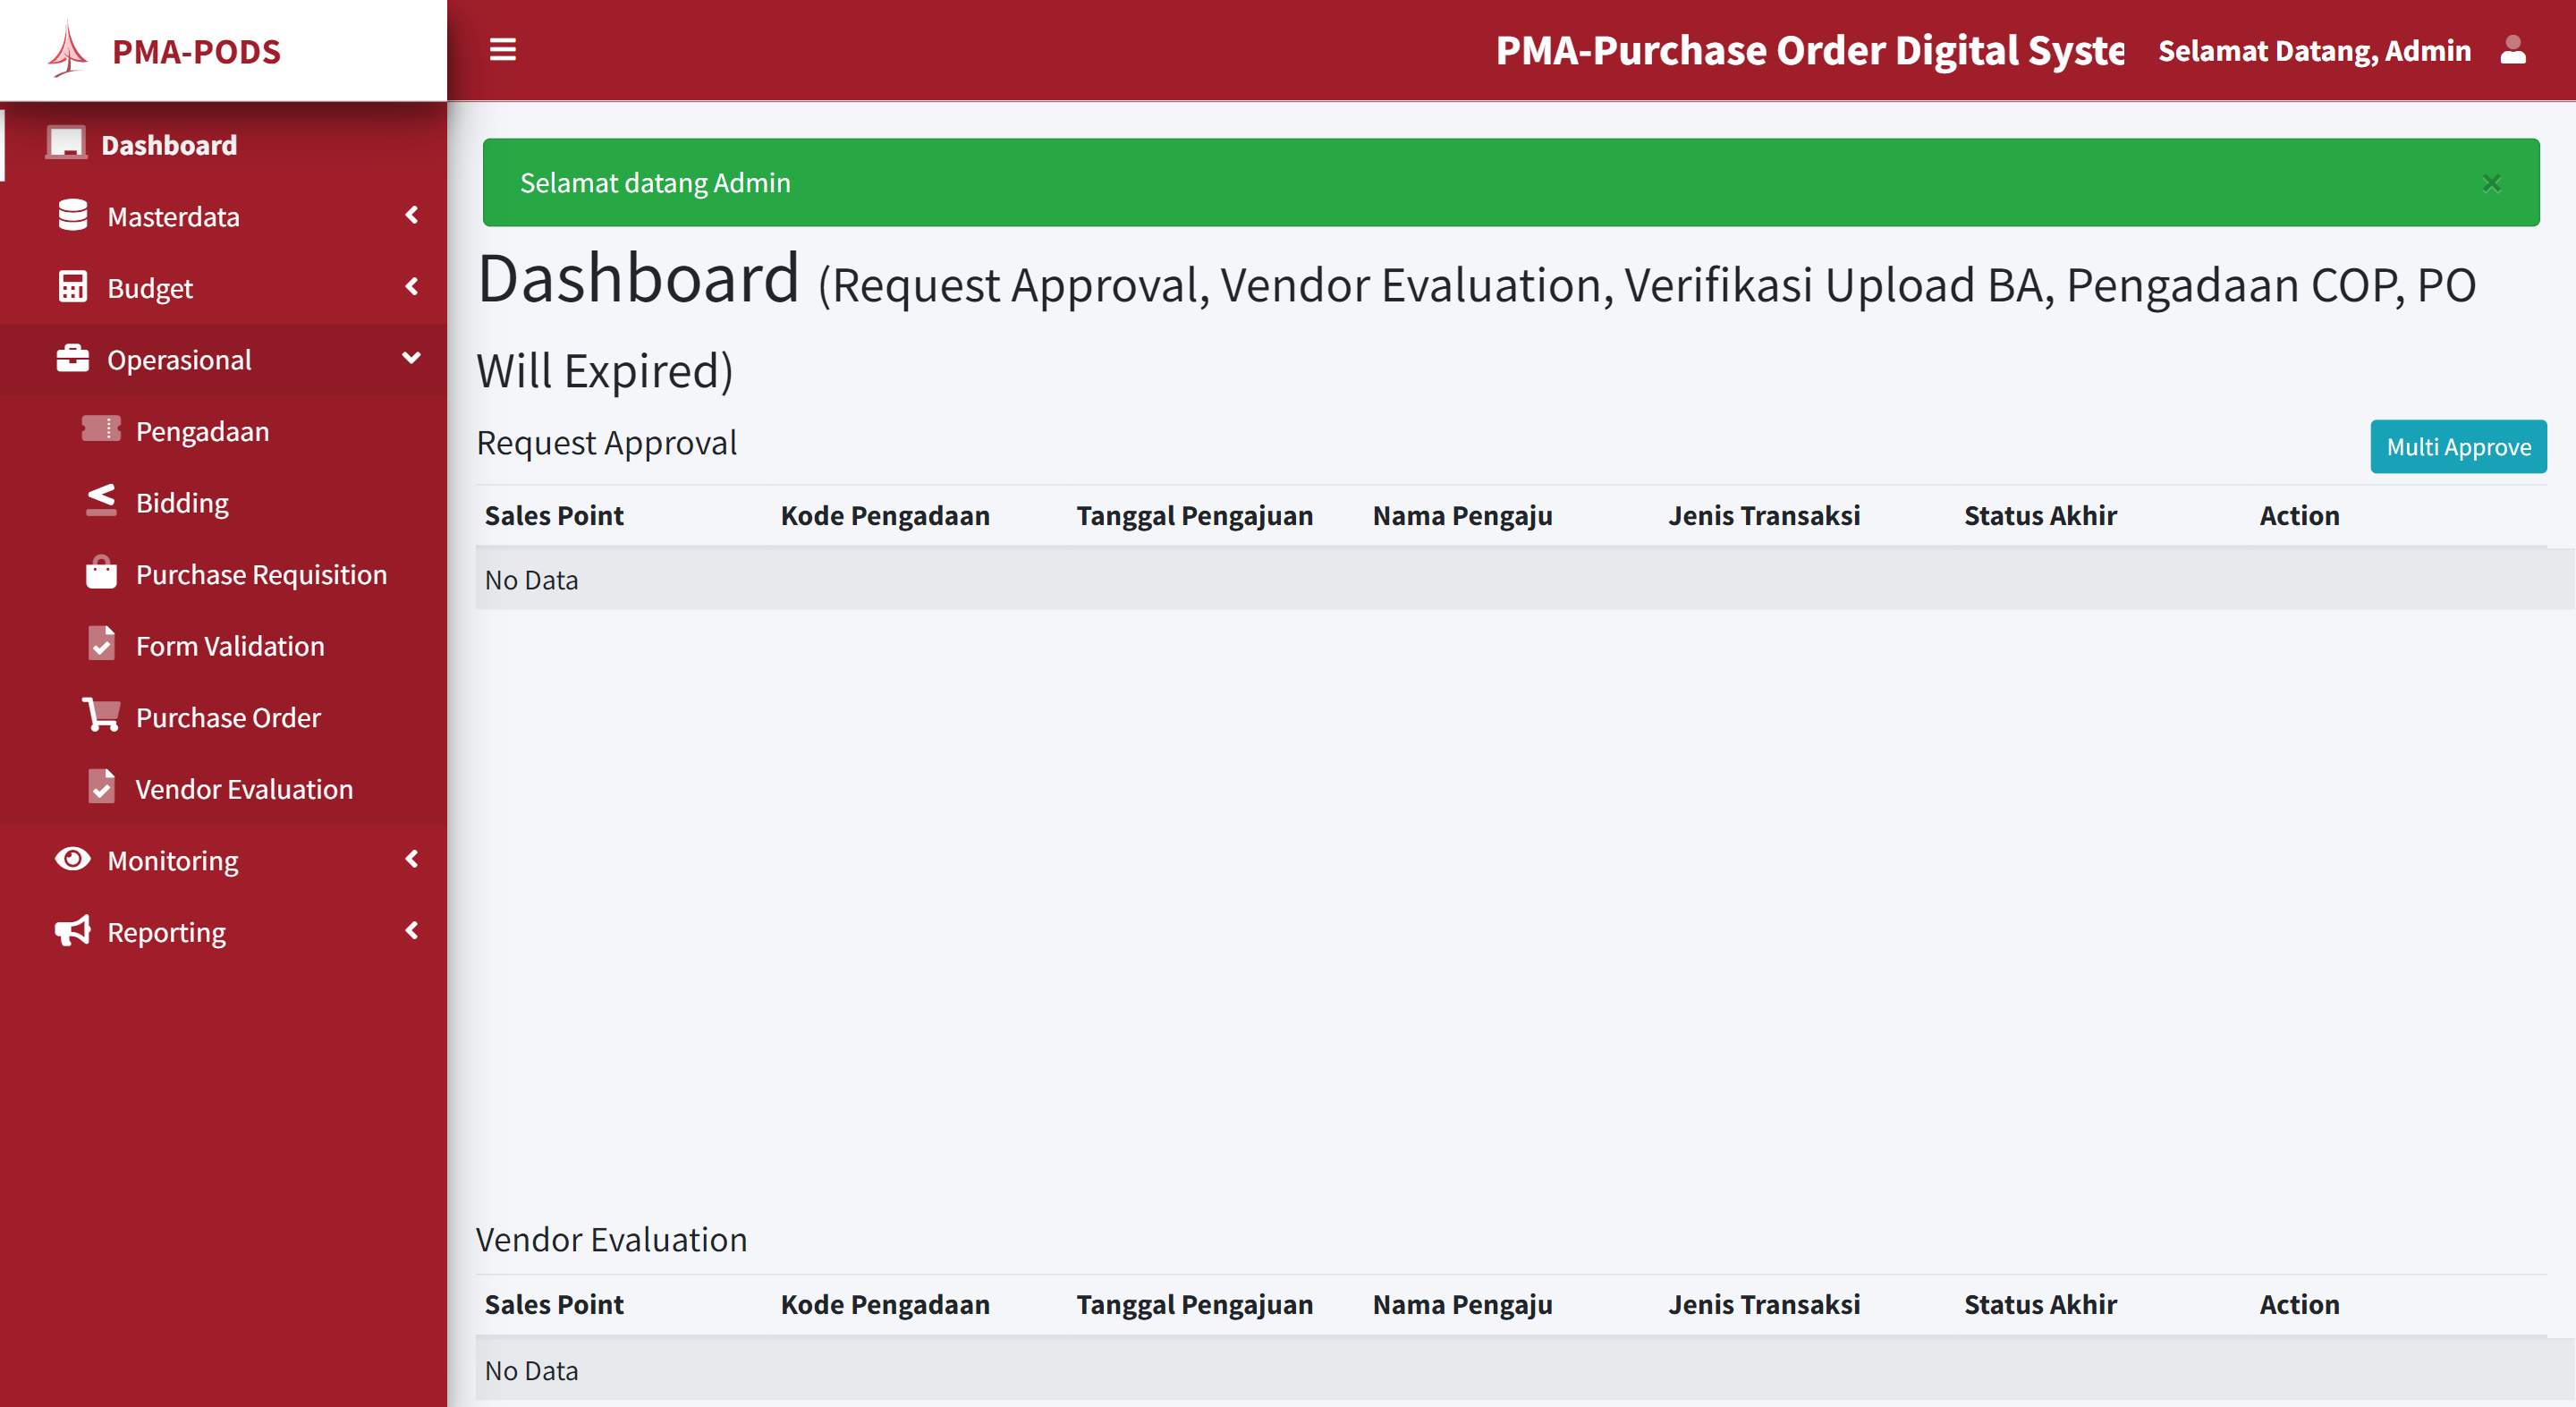 PMA-PODS
PMA-Purchase Order Digital Syste
Selamat Datang, Admin
Dashboard
Masterdata
Budget
Operasional
Pengadaan
Bidding
Purchase Requisition
Form Validation
Purchase Order
Vendor Evaluation
Monitoring
Reporting
Selamat datang Admin
×
Dashboard (Request Approval, Vendor Evaluation, Verifikasi Upload BA, Pengadaan COP, PO
Will Expired)
Request Approval
Multi Approve
Sales Point Kode Pengadaan Tanggal Pengajuan Nama Pengaju Jenis Transaksi Status Akhir Action
No Data
Vendor Evaluation
Sales Point Kode Pengadaan Tanggal Pengajuan Nama Pengaju Jenis Transaksi Status Akhir Action
No Data